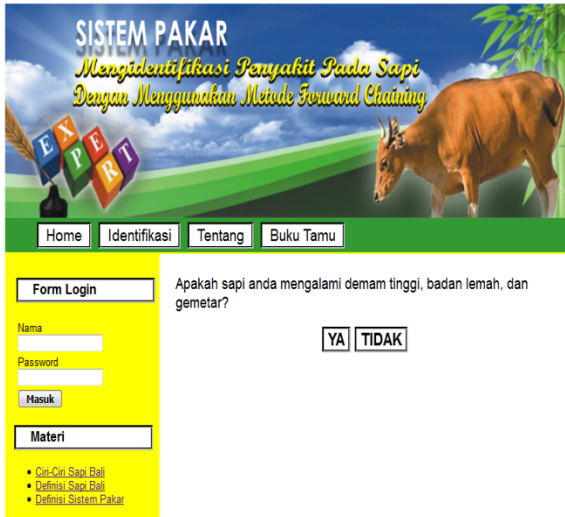 SISTEM PAKAR
Mengidentifikasi Penyakit Pada Sapi
Dengan Menggunakan Metode Forward Chaining
EXPERT
Home Identifikasi Tentang Buku Tamu
Form Login
Nama
Password
Masuk
Materi
Ciri-Ciri Sapi Bali
Definisi Sapi Bali
Definisi Sistem Pakar
Apakah sapi anda mengalami demam tinggi, badan lemah, dan
gemetar?
YA TIDAK